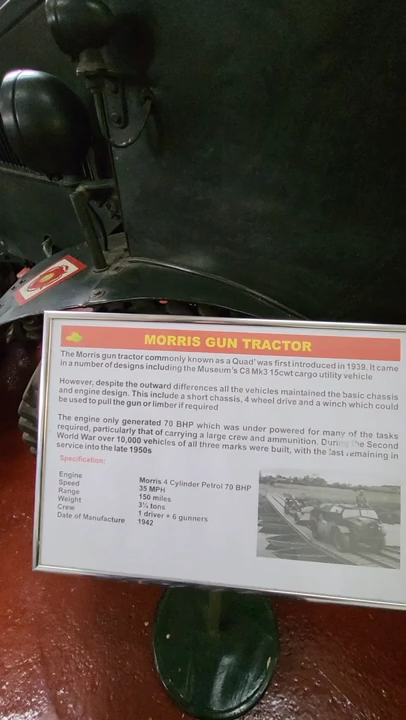 MORRIS GUN TRACTOR
The Morris gun tractor commonly known as a Quad' was first introduced in 1939. It came
in a number of designs including the Museum's C8 Mk3 15cwt cargo utility vehicle
However, despite the outward differences all the vehicles maintained the basic chassis
and engine design. This include a short chassis, 4 wheel drive and a winch which could
be used to pull the gun or limber if required
The engine only generated 70 BHP which was under powered for many of the tasks
required, particularly that of carrying a large crew and ammunition. During the Second
World War over 10,000 vehicles of all three marks were built, with the last remaining in
service into the late 1950s
Specification:
Engine Morris 4 Cylinder Petrol 70 BHP
Speed 35 MPH
Range 150 miles
Weight 3¼ tons
Crew 1 driver + 6 gunners
Date of Manufacture 1942